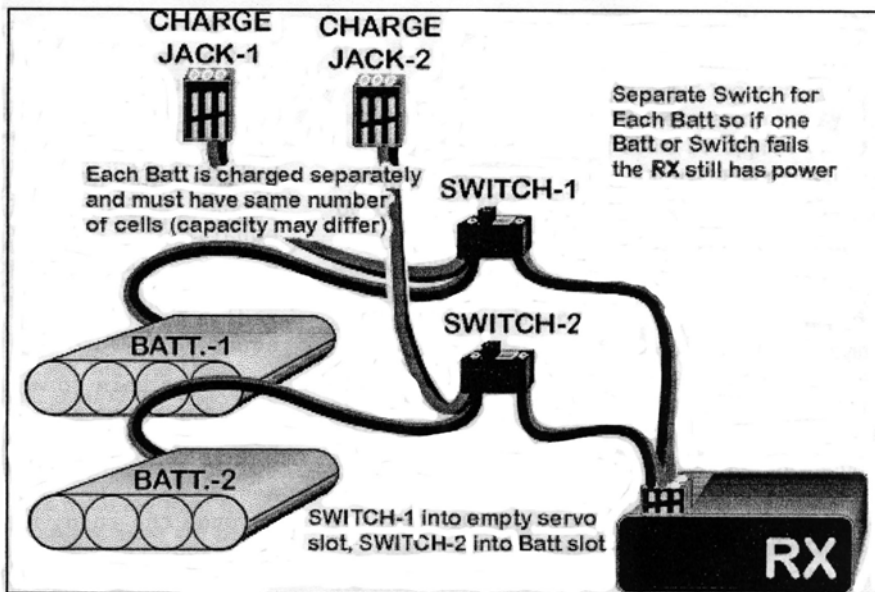 CHARGE
JACK-1
CHARGE
JACK-2
Separate Switch for
Each Batt so if one
Batt or Switch fails
the RX still has power
Each Batt is charged separately
and must have same number
of cells (capacity may differ)
SWITCH-1
SWITCH-2
BATT.-1
BATT.-2
SWITCH-1 into empty servo
slot, SWITCH-2 into Batt slot
RX